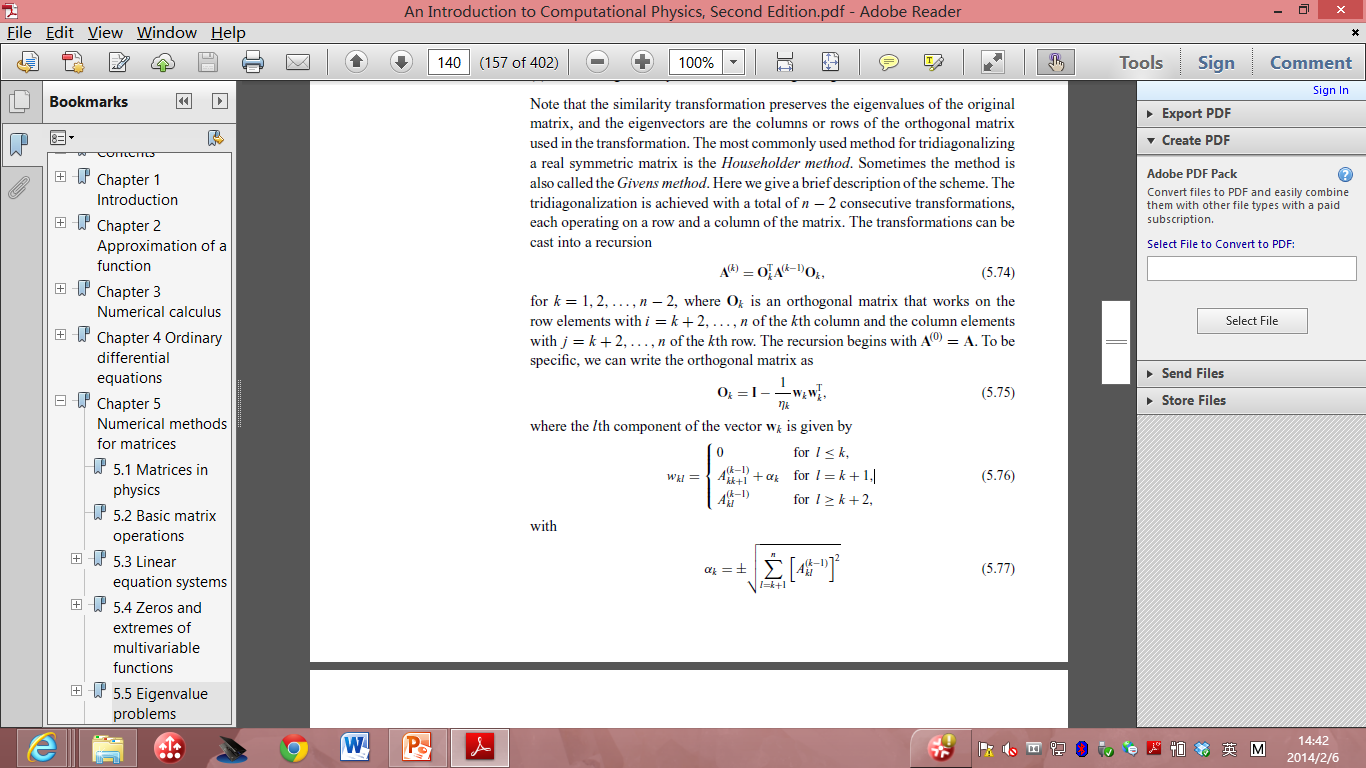 An Introduction to Computational Physics, Second Edition.pdf - Adobe Reader
File Edit View Window Help
140 (157 of 402) 100% Tools Sign Comment
Sign In
Bookmarks
Contents
Chapter 1
Introduction
Chapter 2
Approximation of a
function
Chapter 3
Numerical calculus
Chapter 4 Ordinary
differential
equations
Chapter 5
Numerical methods
for matrices
5.1 Matrices in
physics
5.2 Basic matrix
operations
5.3 Linear
equation systems
5.4 Zeros and
extremes of
multivariable
functions
5.5 Eigenvalue
problems
Note that the similarity transformation preserves the eigenvalues of the original
matrix, and the eigenvectors are the columns or rows of the orthogonal matrix
used in the transformation. The most commonly used method for tridiagonalizing
a real symmetric matrix is the Householder method. Sometimes the method is
also called the Givens method. Here we give a brief description of the scheme. The
tridiagonalization is achieved with a total of n − 2 consecutive transformations,
each operating on a row and a column of the matrix. The transformations can be
cast into a recursion
A^(k) = O_k^T A^(k−1) O_k, (5.74)
for k = 1, 2, . . . , n − 2, where O_k is an orthogonal matrix that works on the
row elements with i = k + 2, . . . , n of the kth column and the column elements
with j = k + 2, . . . , n of the kth row. The recursion begins with A^(0) = A. To be
specific, we can write the orthogonal matrix as
O_k = I − 1/η_k w_k w_k^T, (5.75)
where the lth component of the vector w_k is given by
0 for l ≤ k,
w_kl = { A_kk+1^(k−1) + α_k for l = k + 1, (5.76)
A_kl^(k−1) for l ≥ k + 2,
with
α_k = ± √ ∑_{l=k+1}^n [A_kl^(k−1)]^2 (5.77)
Export PDF
Create PDF
Adobe PDF Pack
Convert files to PDF and easily combine
them with other file types with a paid
subscription.
Select File to Convert to PDF:
Select File
Send Files
Store Files
英 M 14:42
2014/2/6